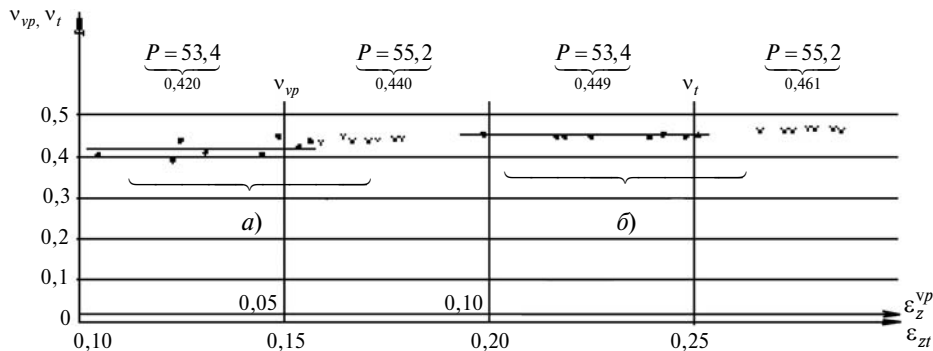 ν_vp, ν_t
P = 53,4 P = 55,2 P = 53,4 P = 55,2
0,420 0,440 0,449 0,461
ν_vp ν_t
0,5
0,4
0,3
а) б)
0,2
0,1
0,05 0,10
0
ε_z^vp
0,10 0,15 0,20 0,25 ε_zt